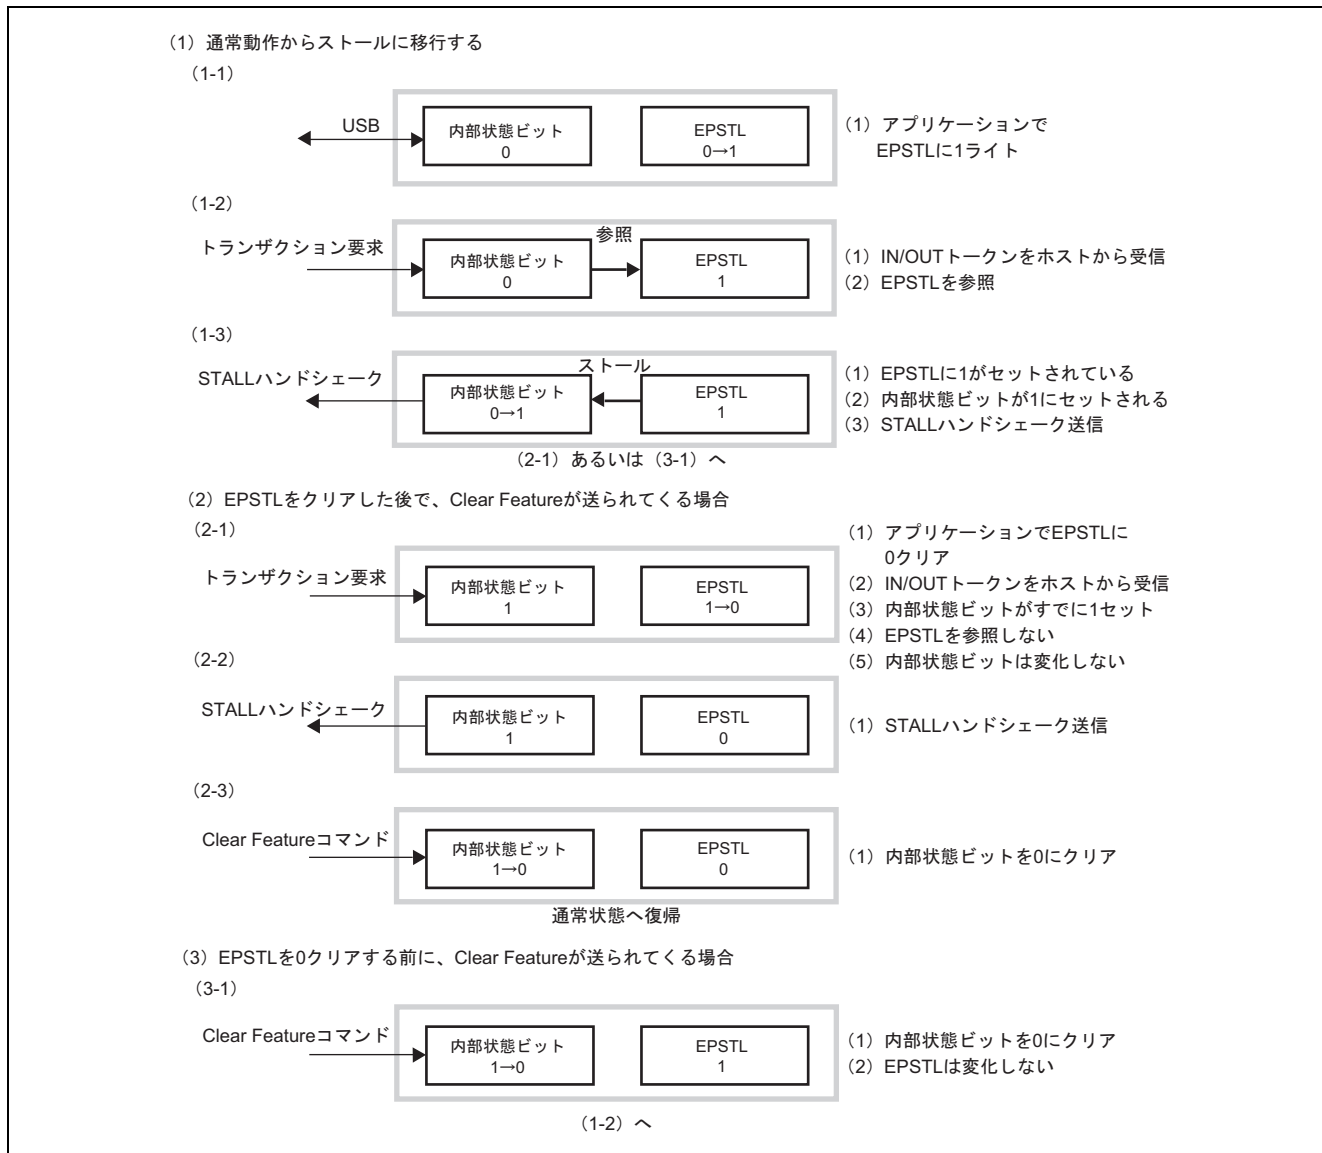 （1）通常動作からストールに移行する
（1-1）
USB
内部状態ビット
0
EPSTL
0→1
（1）アプリケーションで
EPSTLに1ライト
（1-2）
トランザクション要求
内部状態ビット
0
参照
EPSTL
1
（1）IN/OUTトークンをホストから受信
（2）EPSTLを参照
（1-3）
STALLハンドシェーク
内部状態ビット
0→1
ストール
EPSTL
1
（1）EPSTLに1がセットされている
（2）内部状態ビットが1にセットされる
（3）STALLハンドシェーク送信
（2-1）あるいは（3-1）へ
（2）EPSTLをクリアした後で、Clear Featureが送られてくる場合
（2-1）
トランザクション要求
内部状態ビット
1
EPSTL
1→0
（1）アプリケーションでEPSTLに
0クリア
（2）IN/OUTトークンをホストから受信
（3）内部状態ビットがすでに1セット
（4）EPSTLを参照しない
（5）内部状態ビットは変化しない
（2-2）
STALLハンドシェーク
内部状態ビット
1
EPSTL
0
（1）STALLハンドシェーク送信
（2-3）
Clear Featureコマンド
内部状態ビット
1→0
EPSTL
0
（1）内部状態ビットを0にクリア
通常状態へ復帰
（3）EPSTLを0クリアする前に、Clear Featureが送られてくる場合
（3-1）
Clear Featureコマンド
内部状態ビット
1→0
EPSTL
1
（1）内部状態ビットを0にクリア
（2）EPSTLは変化しない
（1-2）へ